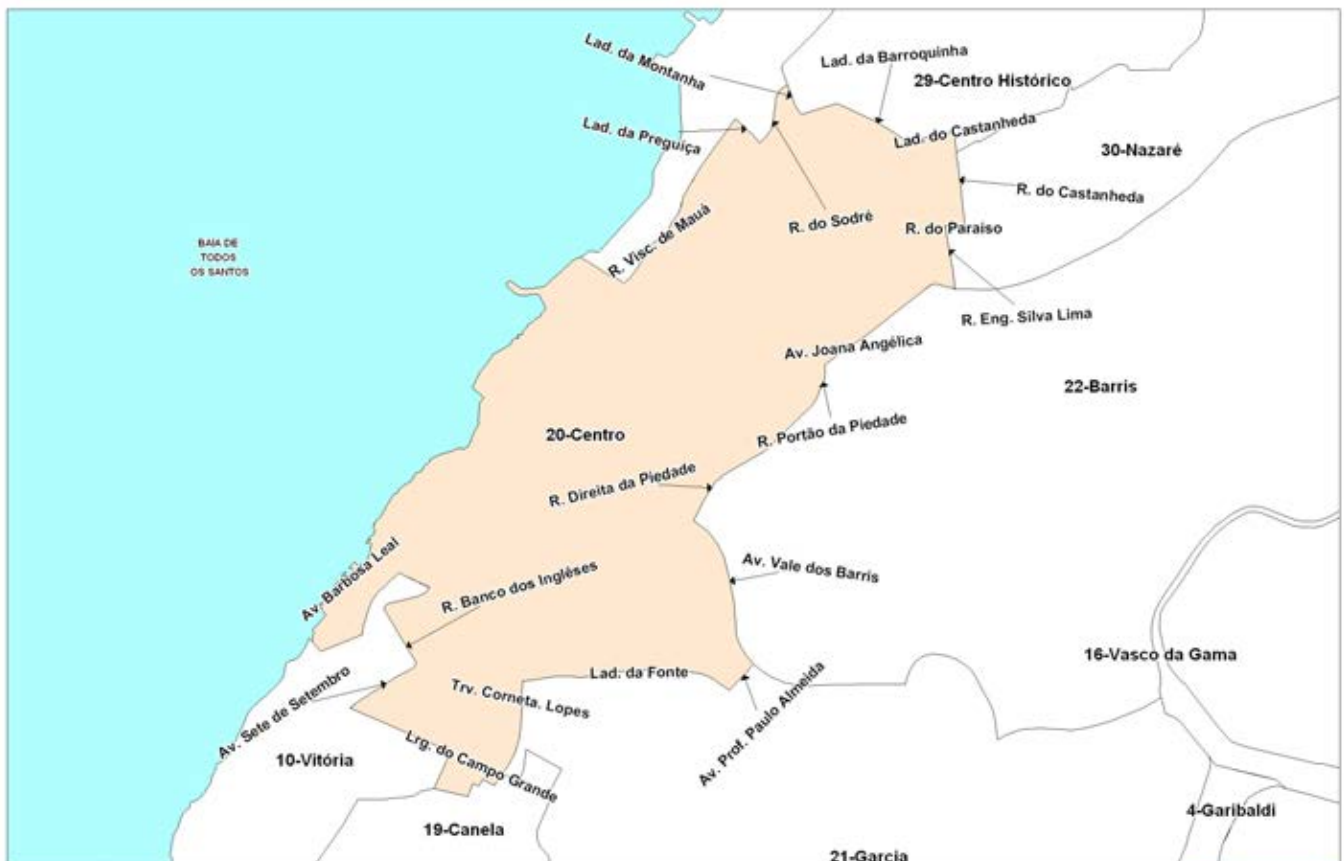 Lad. da Montanha
Lad. da Barroquinha
29-Centro Histórico
Lad. da Preguiça
Lad. do Castanheda
30-Nazaré
R. do Castanheda
R. do Sodré
R. do Paraiso
R. Visc. de Mauá
BAIA DE
TODOS
OS SANTOS
R. Eng. Silva Lima
Av. Joana Angélica
22-Barris
20-Centro
R. Portão da Piedade
R. Direita da Piedade
Av. Barbosa Leal
R. Banco dos Inglêses
Av. Vale dos Barris
16-Vasco da Gama
Av. Sete de Setembro
Trv. Corneta. Lopes
Lad. da Fonte
Av. Prof. Paulo Almeida
10-Vitória
Lrg. do Campo Grande
19-Canela
4-Garibaldi
21-Garcia